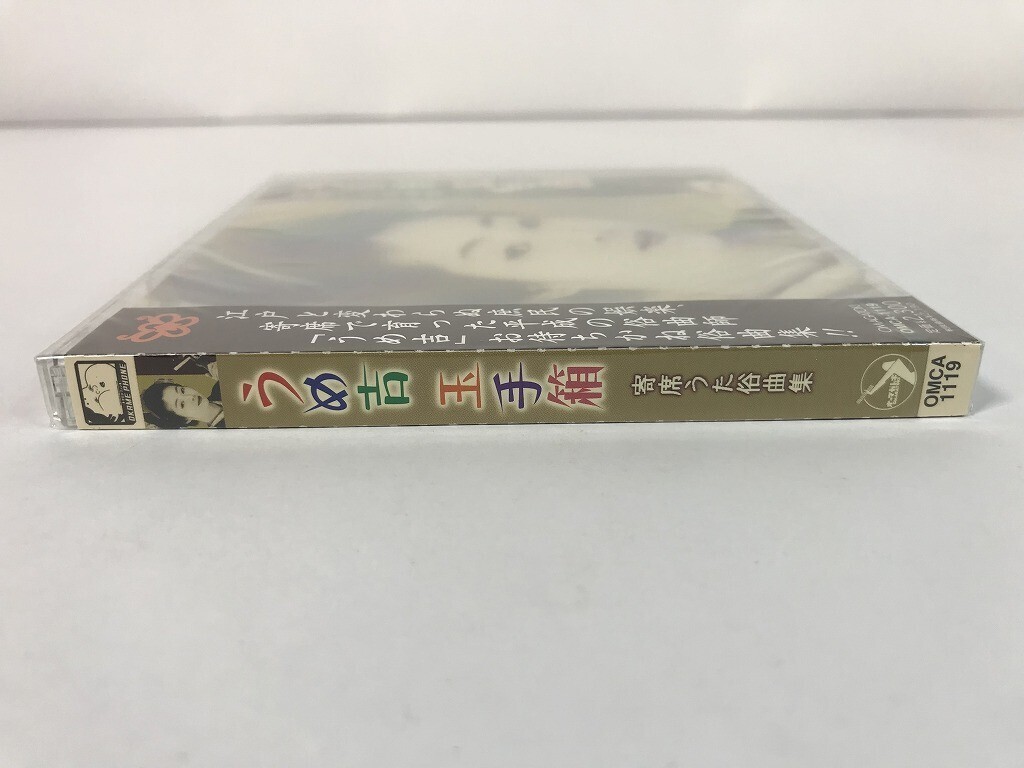 江戸と変わらぬ庶民の娯楽、
寄席で育った平成の俗曲師
「うめ吉」お待ちかね俗曲集!!
うめ吉 玉手箱
寄席うた俗曲集
OKAME PHONE
OMCA
1119